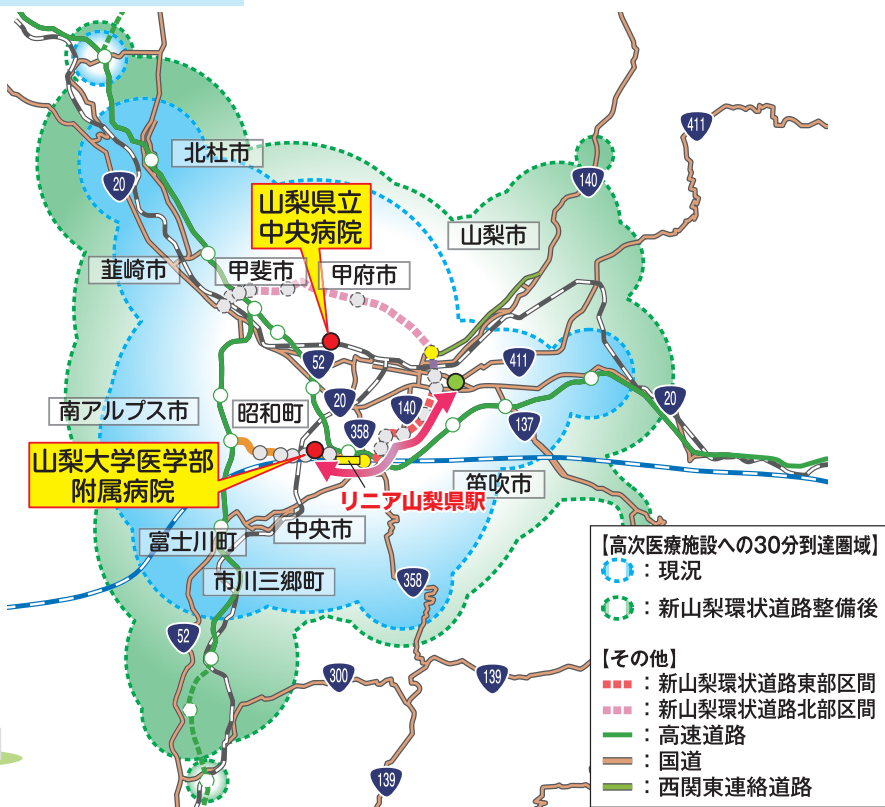 411
140
北杜市
20
山梨県立
中央病院
山梨市
韮崎市
甲斐市
甲府市
52
411
20
20
南アルプス市
昭和町
140
137
358
山梨大学医学部
附属病院
笛吹市
リニア山梨県駅
中央市
富士川町
市川三郷町
358
52
300
139
139
【高次医療施設への30分到達圏域】
：現況
：新山梨環状道路整備後
【その他】
：新山梨環状道路東部区間
：新山梨環状道路北部区間
：高速道路
：国道
：西関東連絡道路